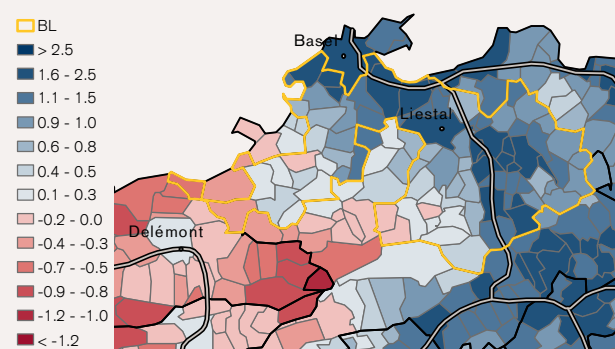 BL
> 2.5
1.6 - 2.5
1.1 - 1.5
0.9 - 1.0
0.6 - 0.8
0.4 - 0.5
0.1 - 0.3
-0.2 - 0.0
-0.4 - -0.3
-0.7 - -0.5
-0.9 - -0.8
-1.2 - -1.0
< -1.2
Basel
Liestal
Delémont